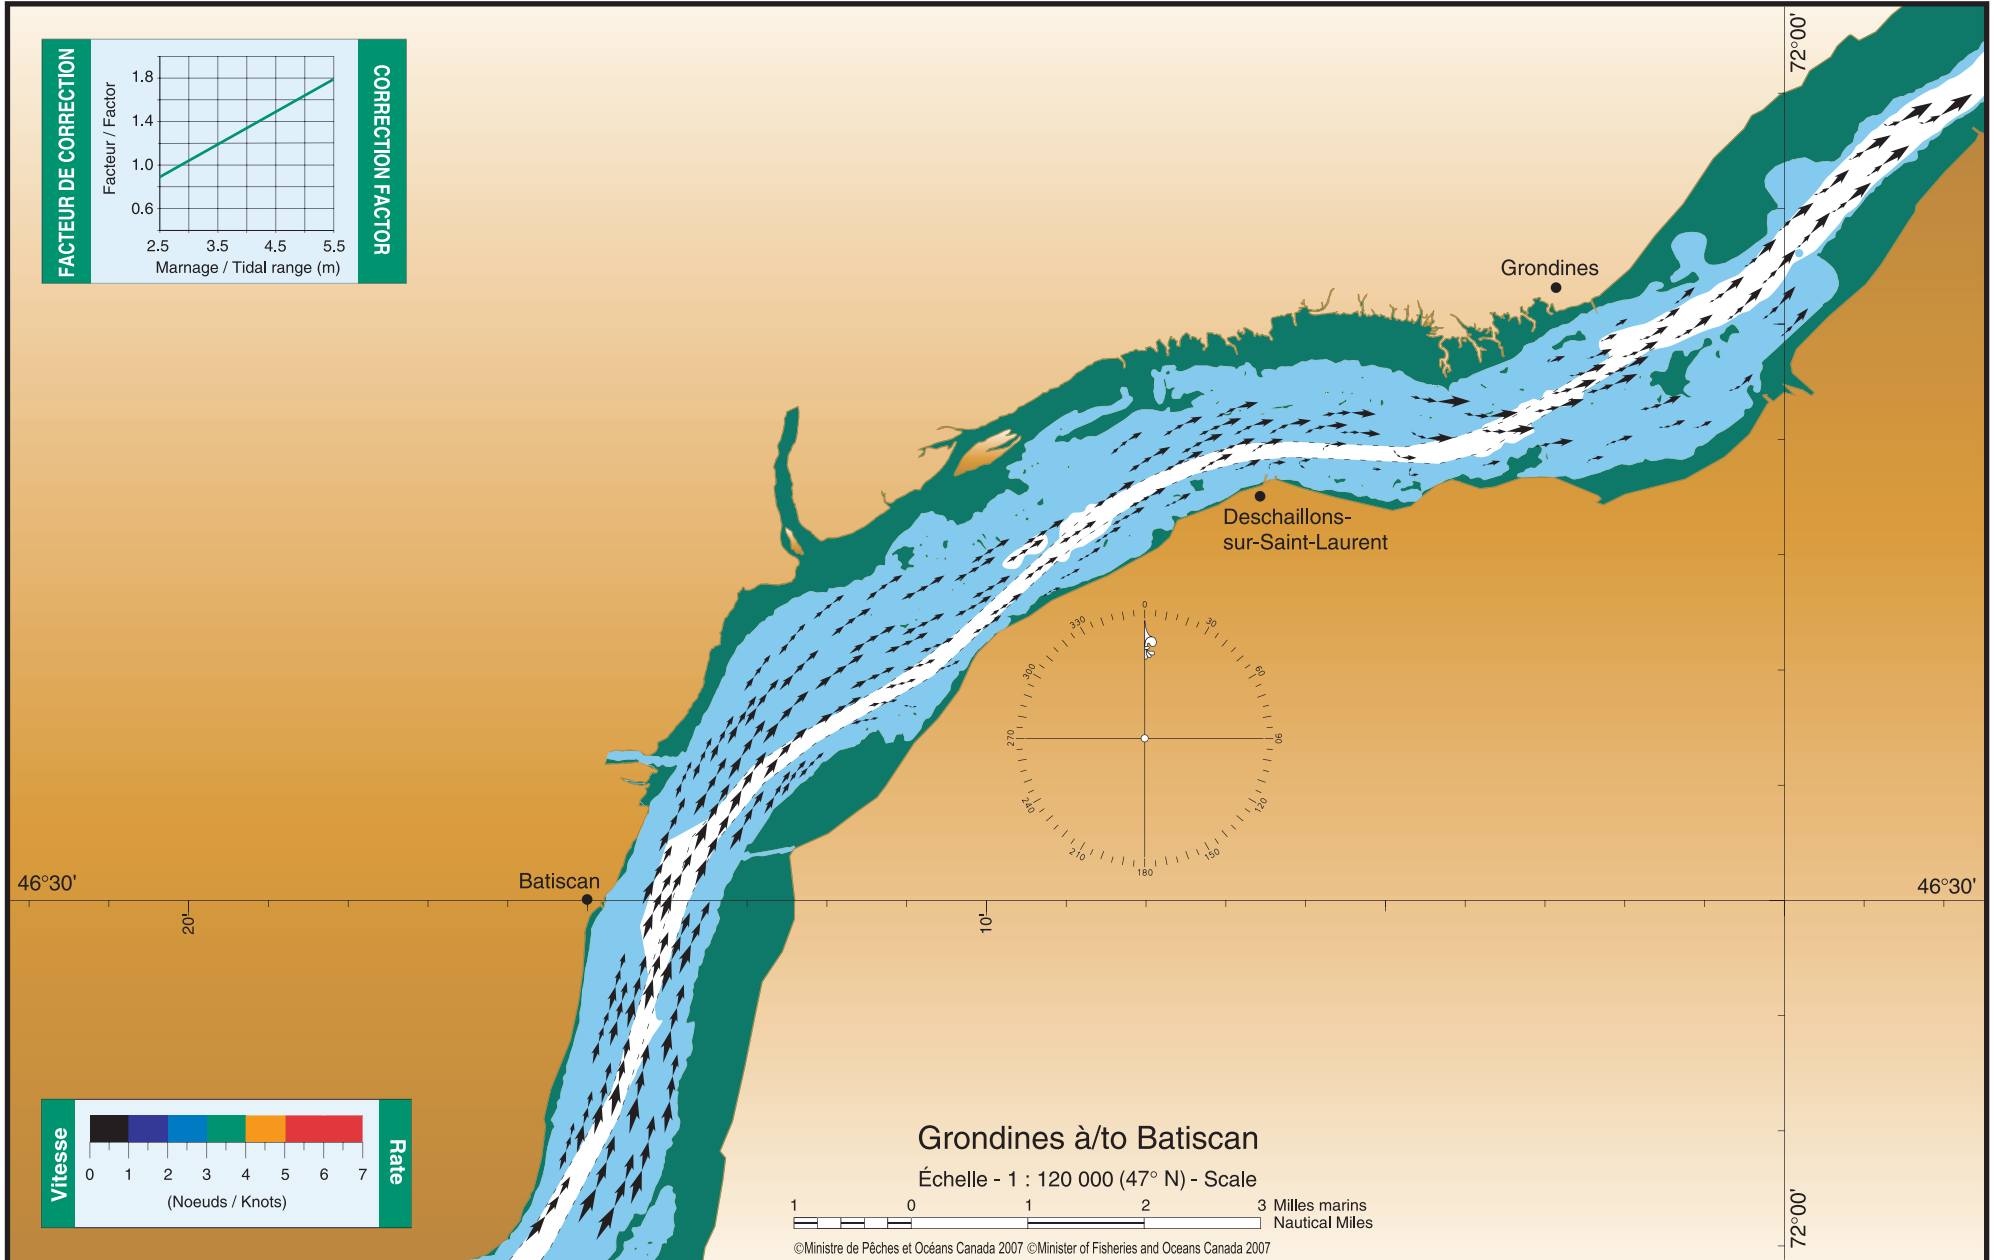 FACTEUR DE CORRECTION
Facteur / Factor
1.8
1.4
1.0
0.6
2.5 3.5 4.5 5.5
Marnage / Tidal range (m)
CORRECTION FACTOR
72°00'
Grondines
Deschaillons-
sur-Saint-Laurent
0
30
60
90
120
150
180
210
240
270
300
330
Batiscan
46°30'
46°30'
20'
10'
Vitesse
0 1 2 3 4 5 6 7
(Noeuds / Knots)
Rate
Grondines à/to Batiscan
Échelle - 1 : 120 000 (47° N) - Scale
1 0 1 2 3 Milles marins
Nautical Miles
©Ministre de Pêches et Océans Canada 2007 ©Minister of Fisheries and Oceans Canada 2007
72°00'